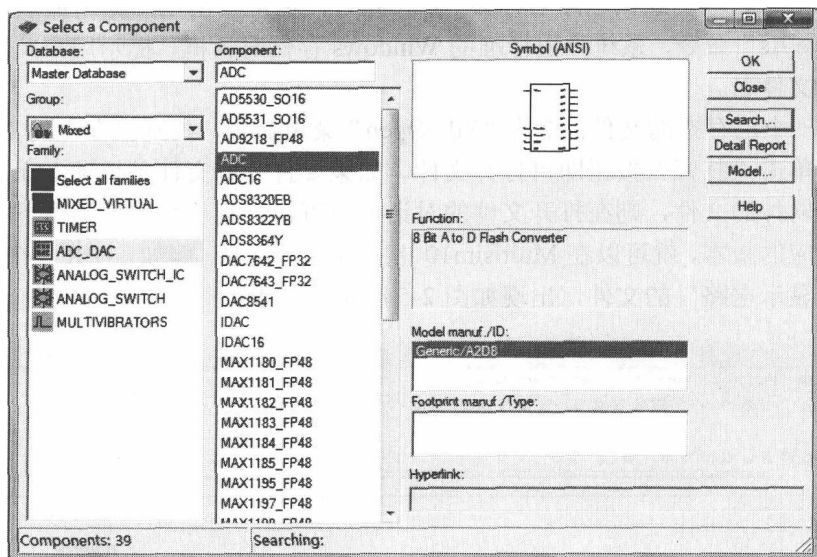 Select a Component
Database:
Master Database
Group:
Mixed
Family:
Select all families
MIXED_VIRTUAL
TIMER
ADC_DAC
ANALOG_SWITCH_IC
ANALOG_SWITCH
MULTIVIBRATORS
Component:
ADC
AD5530_SO16
AD5531_SO16
AD9218_FP48
ADC
ADC16
ADS8320EB
ADS8322YB
ADS8364Y
DAC7642_FP32
DAC7643_FP32
DAC8541
IDAC
IDAC16
MAX1180_FP48
MAX1181_FP48
MAX1182_FP48
MAX1183_FP48
MAX1184_FP48
MAX1185_FP48
MAX1195_FP48
MAX1197_FP48
Symbol (ANSI)
Function:
8 Bit A to D Flash Converter
Model manuf./ID:
Generic/A2D8
Footprint manuf./Type:
Hyperlink:
OK
Close
Search...
Detail Report
Model...
Help
Components: 39
Searching: